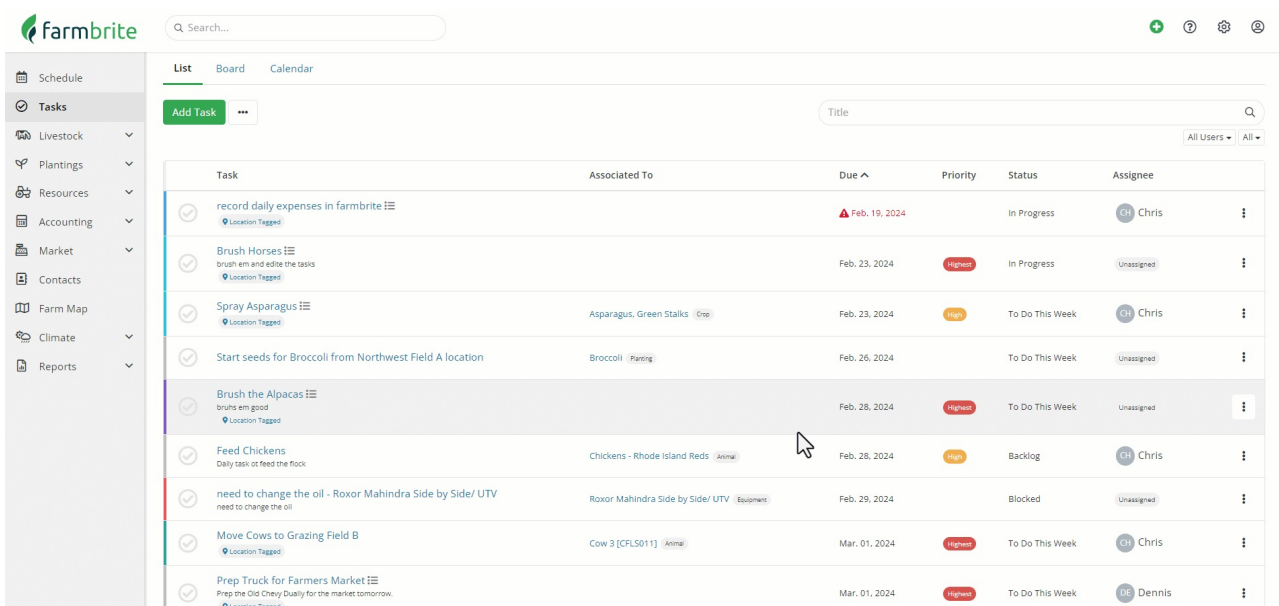 farmbrite
Search...
Schedule
Tasks
Livestock
Plantings
Resources
Accounting
Market
Contacts
Farm Map
Climate
Reports
List Board Calendar
Add Task ...
Title
All Users All
Task Associated To Due Priority Status Assignee
record daily expenses in farmbrite Feb. 19, 2024 In Progress CH Chris
Location Tagged
Brush Horses
brush em and edite the tasks Feb. 23, 2024 Highest In Progress Unassigned
Location Tagged
Spray Asparagus
Asparagus, Green Stalks Crop Feb. 23, 2024 High To Do This Week CH Chris
Location Tagged
Start seeds for Broccoli from Northwest Field A location Broccoli Planting Feb. 26, 2024 To Do This Week Unassigned
Brush the Alpacas
bruhs em good Feb. 28, 2024 Highest To Do This Week Unassigned
Location Tagged
Feed Chickens
Chickens - Rhode Island Reds Animal Feb. 28, 2024 High Backlog CH Chris
Daily task ot feed the flock
need to change the oil - Roxor Mahindra Side by Side/ UTV
Roxor Mahindra Side by Side/ UTV Equipment Feb. 29, 2024 Blocked Unassigned
need to change the oil
Move Cows to Grazing Field B
Cow 3 [CFLS011] Animal Mar. 01, 2024 Highest To Do This Week CH Chris
Location Tagged
Prep Truck for Farmers Market
Prep the Old Chevy Dually for the market tomorrow. Mar. 01, 2024 Highest To Do This Week DE Dennis
Location Tagged